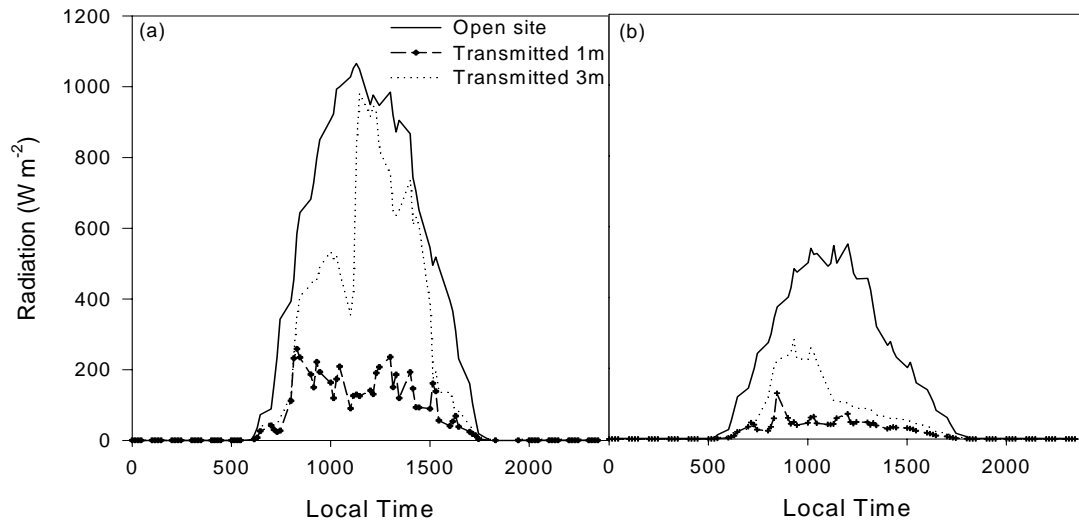 (a)
Open site
Transmitted 1m
Transmitted 3m
(b)
1200
1000
800
600
400
200
0
Radiation (W m-2)
0 500 1000 1500 2000
0 500 1000 1500 2000
Local Time
Local Time